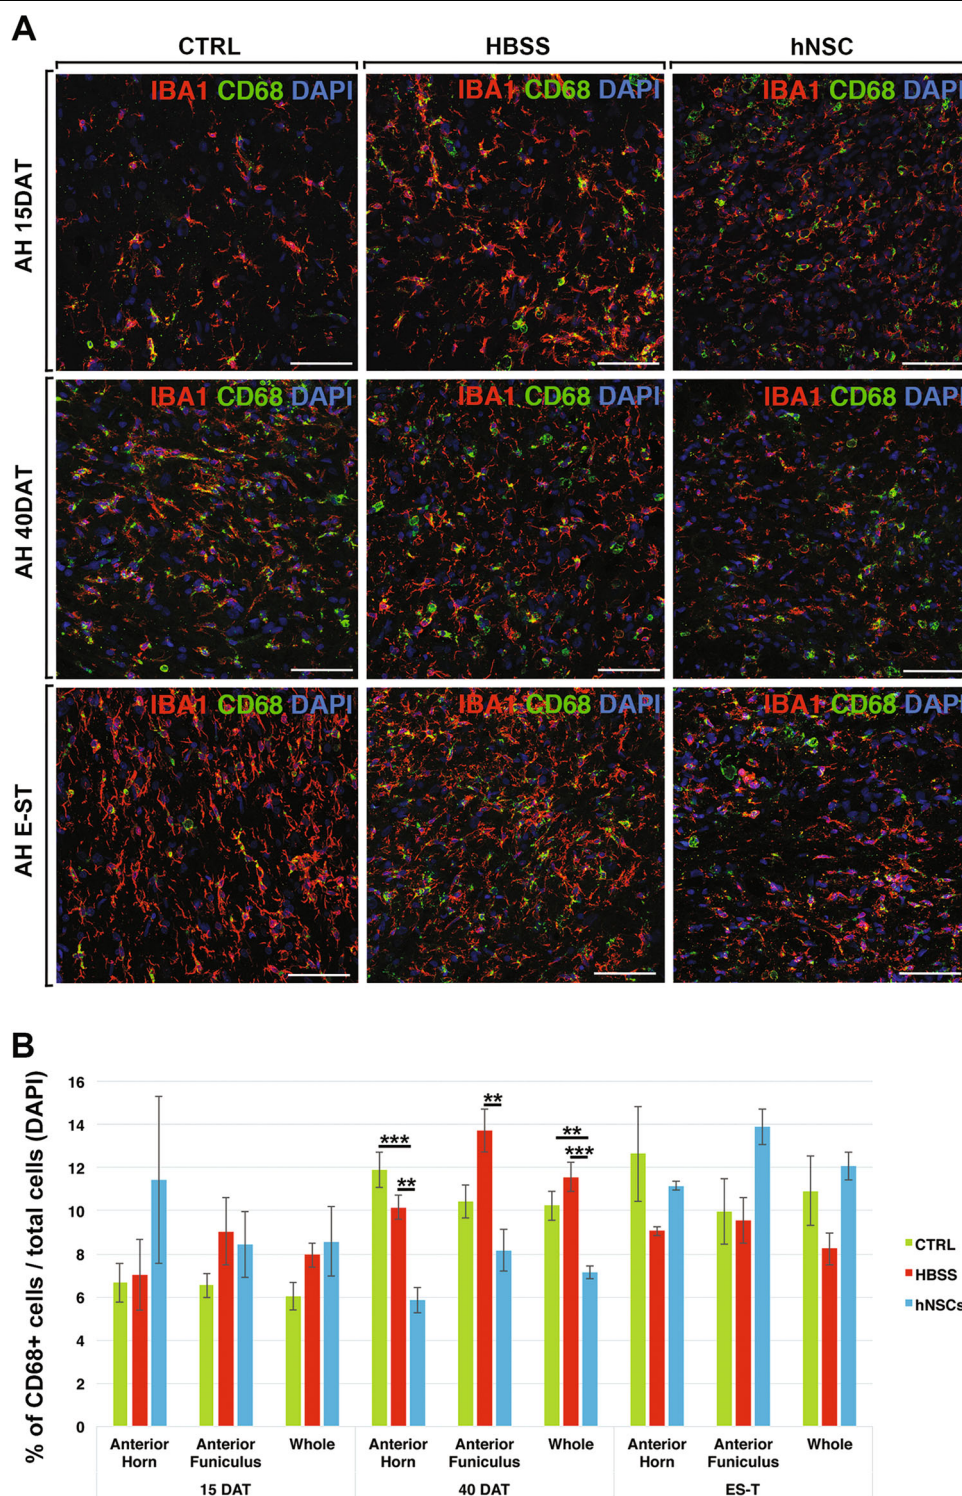 A
CTRL
HBSS
hNSC
AH 15DAT
IBA1 CD68 DAPI
IBA1 CD68 DAPI
IBA1 CD68 DAPI
AH 40DAT
IBA1 CD68 DAPI
IBA1 CD68 DAPI
IBA1 CD68 DAPI
AH E-ST
IBA1 CD68 DAPI
IBA1 CD68 DAPI
IBA1 CD68 DAPI
B
% of CD68+ cells / total cells (DAPI)
16
14
12
10
8
6
4
2
0
***
**
**
**
***
CTRL
HBSS
hNSCs
Anterior Horn
Anterior Funiculus
Whole
Anterior Horn
Anterior Funiculus
Whole
Anterior Horn
Anterior Funiculus
Whole
15 DAT
40 DAT
ES-T